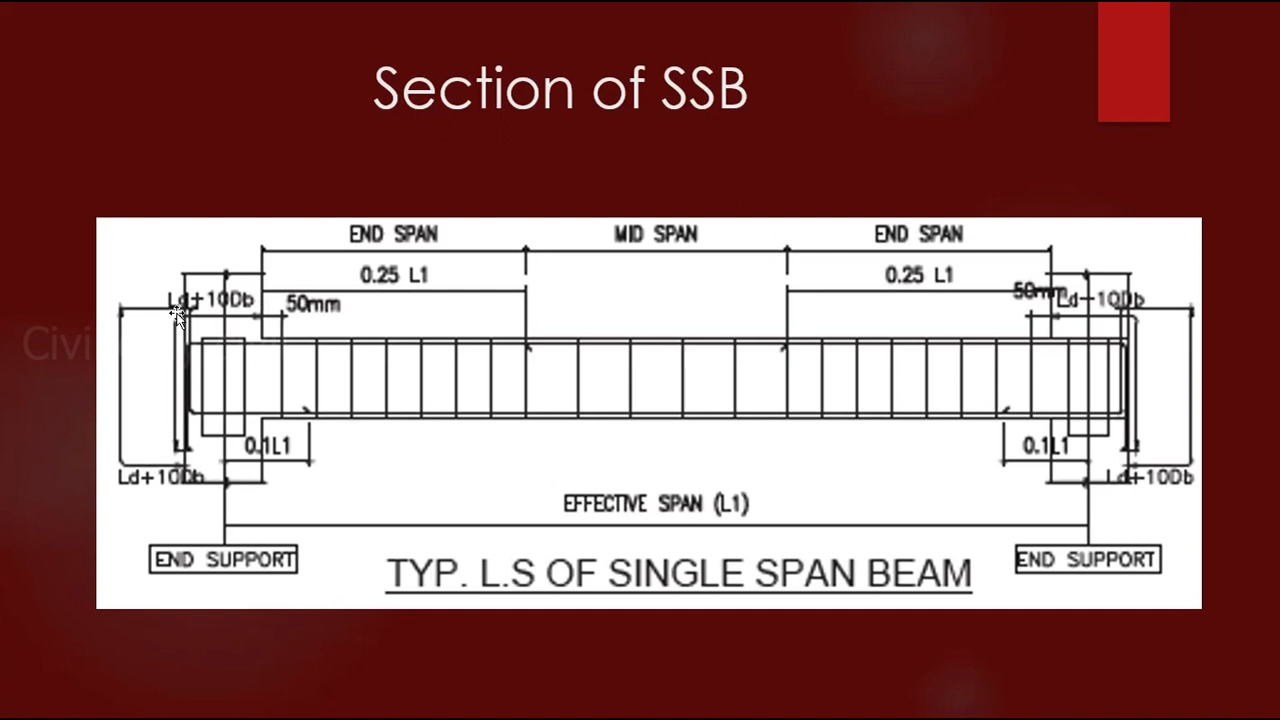 Section of SSB
END SPAN MID SPAN END SPAN
0.25 L1 0.25 L1
Ld+10Db 50mm 50mm Ld+10Db
Civi
0.1L1 0.1L1
Ld+10Db Ld+10Db
EFFECTIVE SPAN (L1)
END SUPPORT END SUPPORT
TYP. L.S OF SINGLE SPAN BEAM